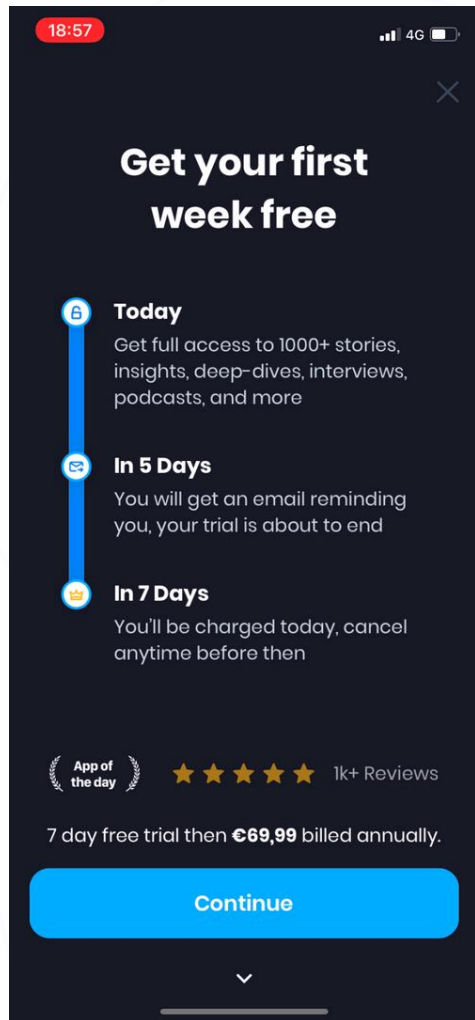 18:57
4G
Get your first
week free
Today
Get full access to 1000+ stories,
insights, deep-dives, interviews,
podcasts, and more
In 5 Days
You will get an email reminding
you, your trial is about to end
In 7 Days
You'll be charged today, cancel
anytime before then
App of
the day
1k+ Reviews
7 day free trial then €69,99 billed annually.
Continue